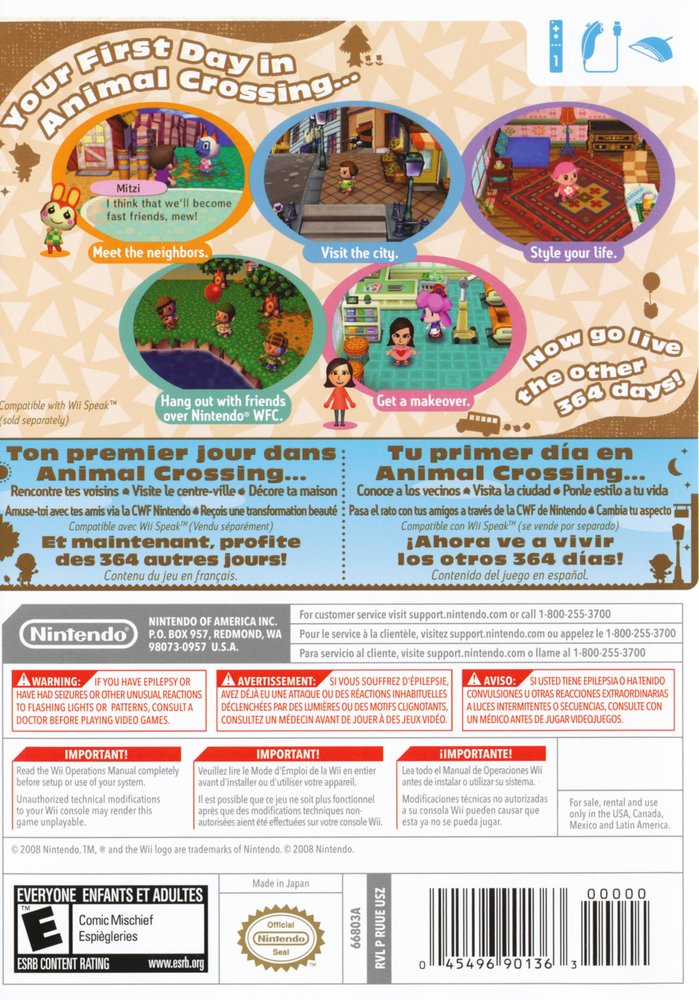 Your First Day in
Animal Crossing...
1
Mitzi
I think that we'll become
fast friends, mew!
Meet the neighbors.
Visit the city.
Style your life.
Hang out with friends
over Nintendo® WFC.
Get a makeover.
Now go live
the other
364 days!
Compatible with Wii Speak™
(sold separately)
Ton premier jour dans
Animal Crossing...
Rencontre tes voisins • Visite le centre-ville • Décore ta maison
Amuse-toi avec tes amis via la CWF Nintendo • Reçois une transformation beauté
Compatible avec Wii Speak™ (Vendu séparément)
Et maintenant, profite
des 364 autres jours!
Contenu du jeu en français.
Tu primer día en
Animal Crossing...
Conoce a los vecinos • Visita la ciudad • Ponle estilo a tu vida
Pasa el rato con tus amigos a través de la CWF de Nintendo • Cambia tu aspecto
Compatible con Wii Speak™ (se vende por separado)
¡Ahora ve a vivir
los otros 364 días!
Contenido del juego en español.
Nintendo®
NINTENDO OF AMERICA INC.
P.O. BOX 957, REDMOND, WA
98073-0957 U.S.A.
For customer service visit support.nintendo.com or call 1-800-255-3700
Pour le service à la clientèle, visitez support.nintendo.com ou appelez le 1-800-255-3700
Para servicio al cliente, visite support.nintendo.com o llame al 1-800-255-3700
WARNING: IF YOU HAVE EPILEPSY OR
HAVE HAD SEIZURES OR OTHER UNUSUAL REACTIONS
TO FLASHING LIGHTS OR PATTERNS, CONSULT A
DOCTOR BEFORE PLAYING VIDEO GAMES.
AVERTISSEMENT: SI VOUS SOUFFREZ D'ÉPILEPSIE,
AVEZ DÉJÀ EU UNE ATTAQUE OU DES RÉACTIONS INHABITUELLES
DÉCLENCHÉES PAR DES LUMIÈRES OU DES MOTIFS CLIGNOTANTS,
CONSULTEZ UN MÉDECIN AVANT DE JOUER À DES JEUX VIDÉO.
AVISO: SI USTED TIENE EPILEPSIA O HA TENIDO
CONVULSIONES U OTRAS REACCIONES EXTRAORDINARIAS
A LUCES INTERMITENTES O SECUENCIAS, CONSULTE CON
UN MÉDICO ANTES DE JUGAR VIDEOJUEGOS.
IMPORTANT!
Read the Wii Operations Manual completely
before setup or use of your system.
Unauthorized technical modifications
to your Wii console may render this
game unplayable.
IMPORTANT!
Veuillez lire le Mode d'Emploi de la Wii en entier
avant d'installer ou d'utiliser votre appareil.
Il est possible que ce jeu ne soit plus fonctionnel
après que des modifications techniques non-
autorisées aient été effectuées sur votre console Wii.
¡IMPORTANTE!
Lea todo el Manual de Operaciones Wii
antes de instalar o utilizar su sistema.
Modificaciones técnicas no autorizadas
a su consola Wii pueden causar que
esta ya no se pueda jugar.
For sale, rental and use
only in the USA, Canada,
Mexico and Latin America.
© 2008 Nintendo. TM, ® and the Wii logo are trademarks of Nintendo. © 2008 Nintendo.
EVERYONE ENFANTS ET ADULTES
E
Comic Mischief
Espiègleries
ESRB CONTENT RATING www.esrb.org
Made in Japan
Official
Nintendo
Seal
66803A
RVL P RUUE USZ
0 45496 90136 3
00000